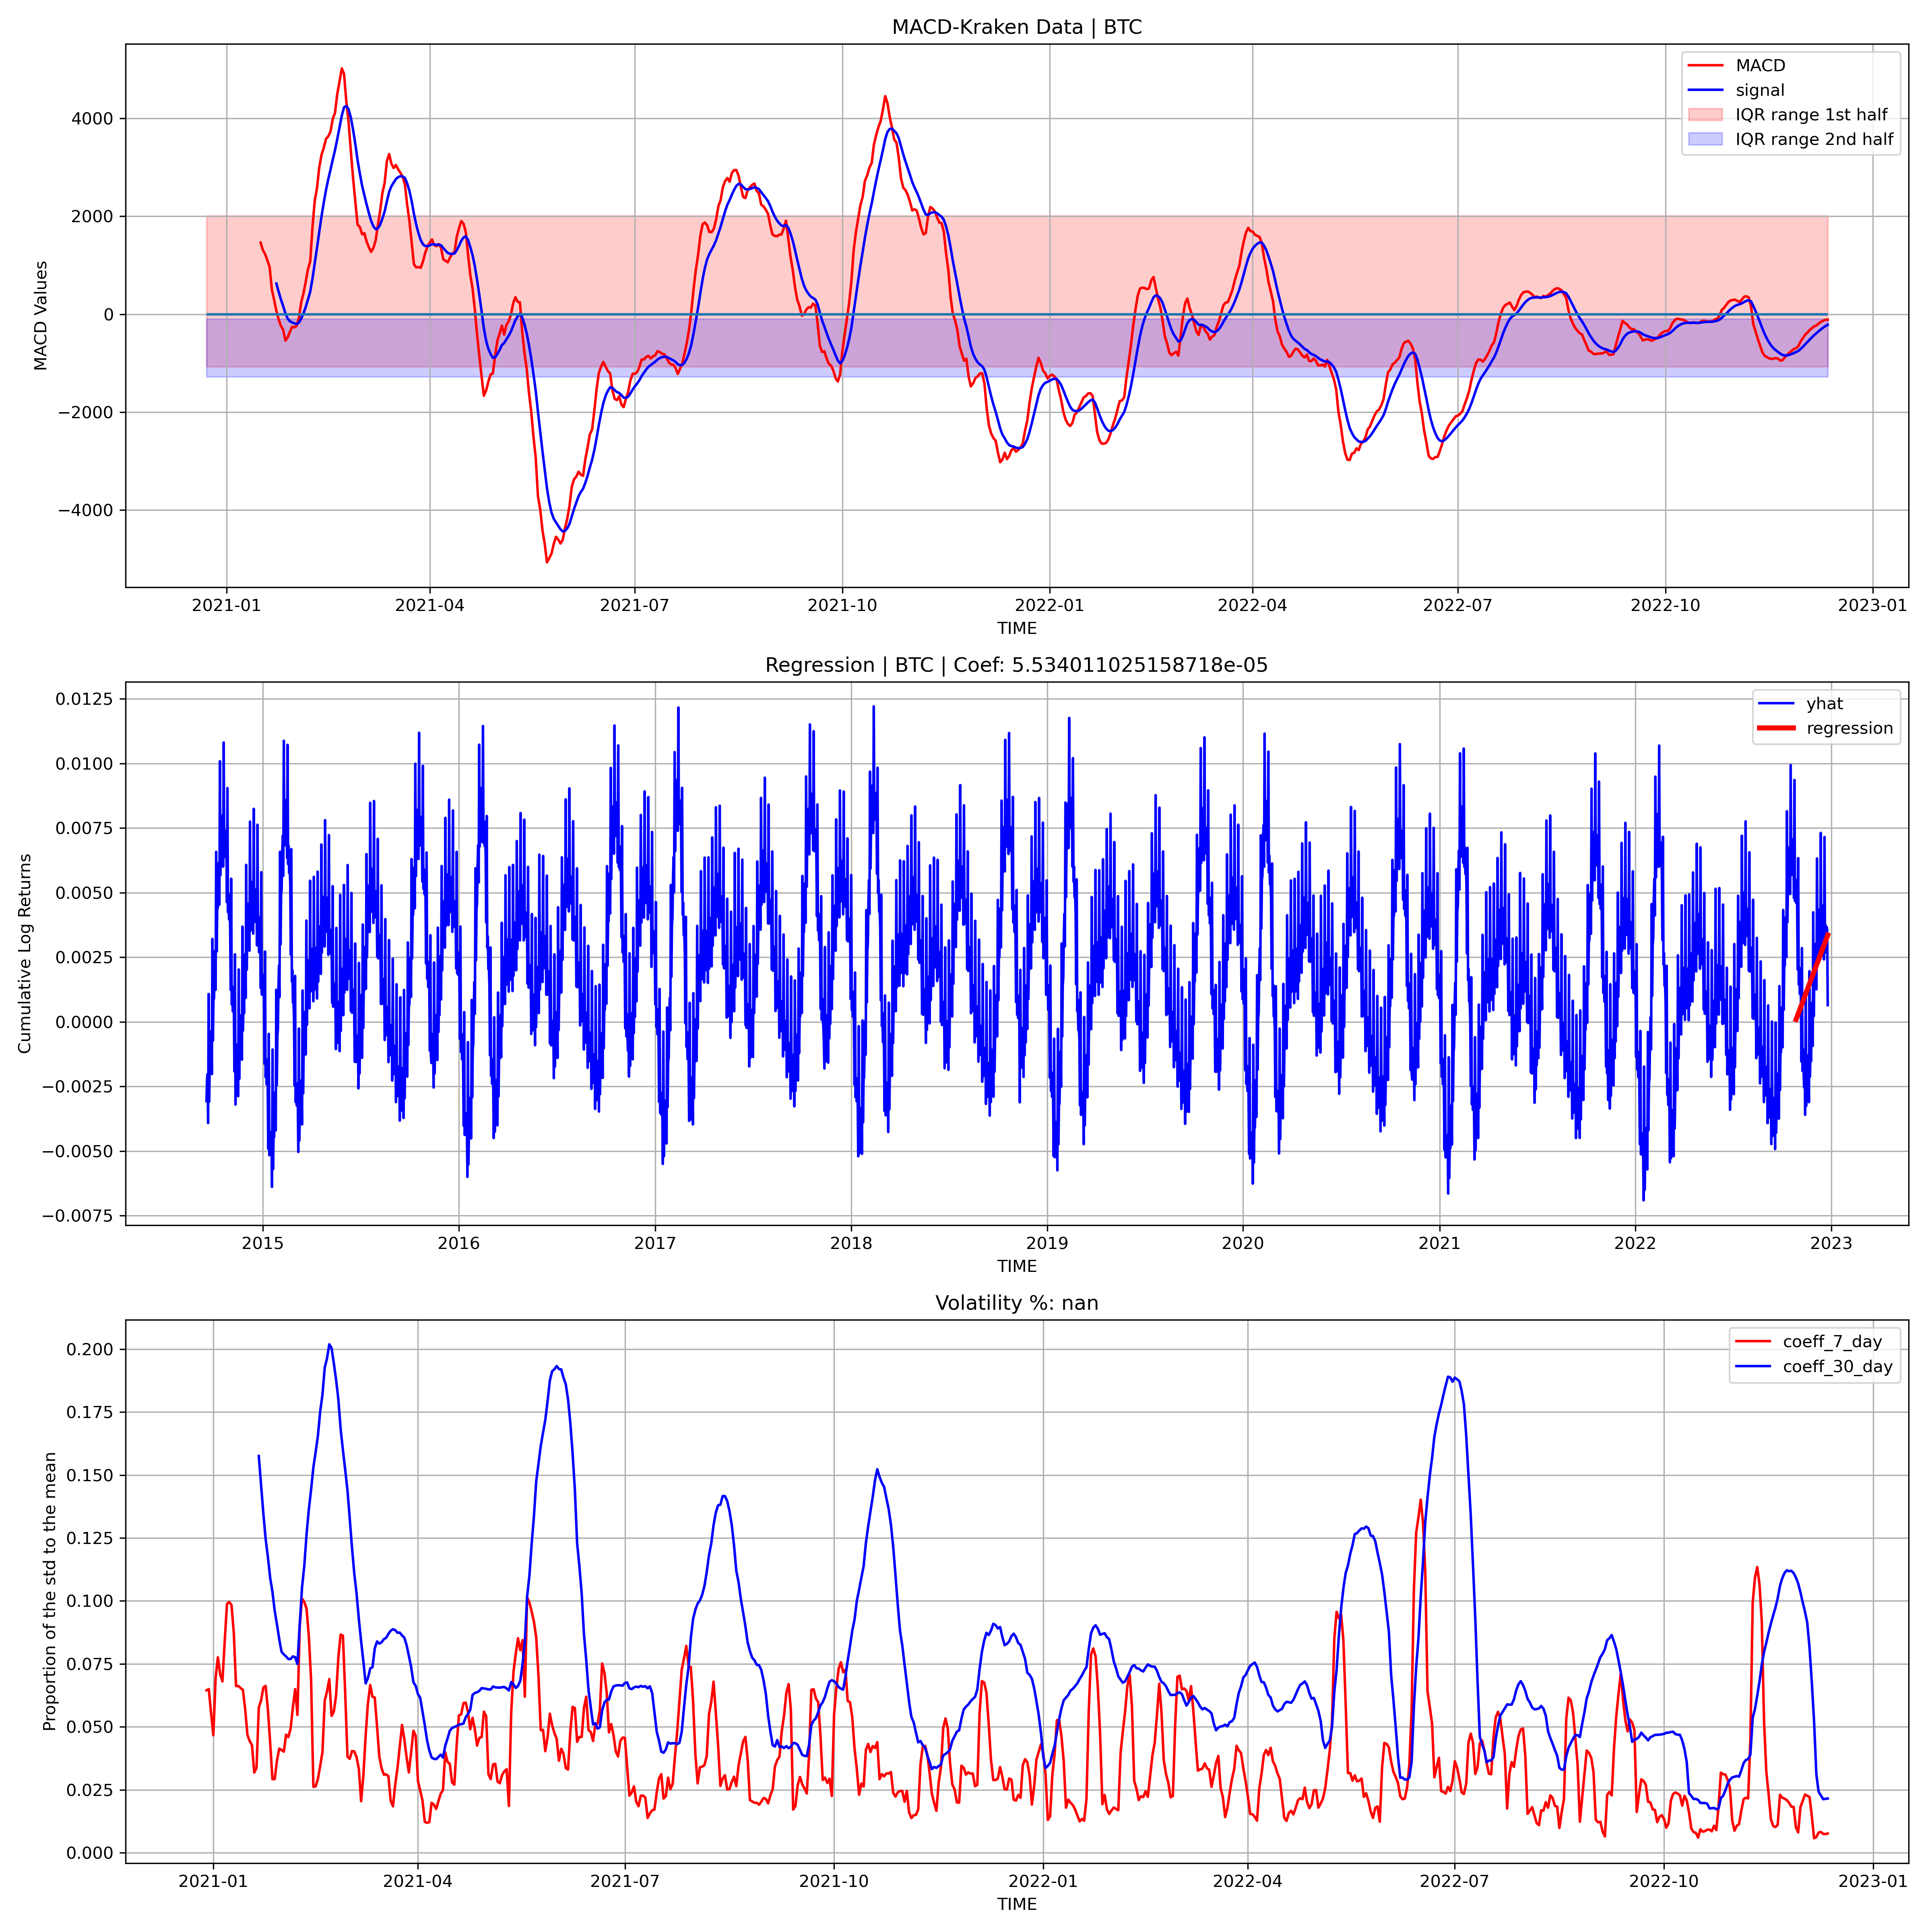 MACD-Kraken Data | BTC
MACD
signal
IQR range 1st half
IQR range 2nd half
MACD Values
4000
2000
0
−2000
−4000
2021-01 2021-04 2021-07 2021-10 2022-01 2022-04 2022-07 2022-10 2023-01
TIME
Regression | BTC | Coef: 5.534011025158718e-05
yhat
regression
Cumulative Log Returns
0.0125
0.0100
0.0075
0.0050
0.0025
0.0000
−0.0025
−0.0050
−0.0075
2015 2016 2017 2018 2019 2020 2021 2022 2023
TIME
Volatility %: nan
coeff_7_day
coeff_30_day
Proportion of the std to the mean
0.200
0.175
0.150
0.125
0.100
0.075
0.050
0.025
0.000
2021-01 2021-04 2021-07 2021-10 2022-01 2022-04 2022-07 2022-10 2023-01
TIME